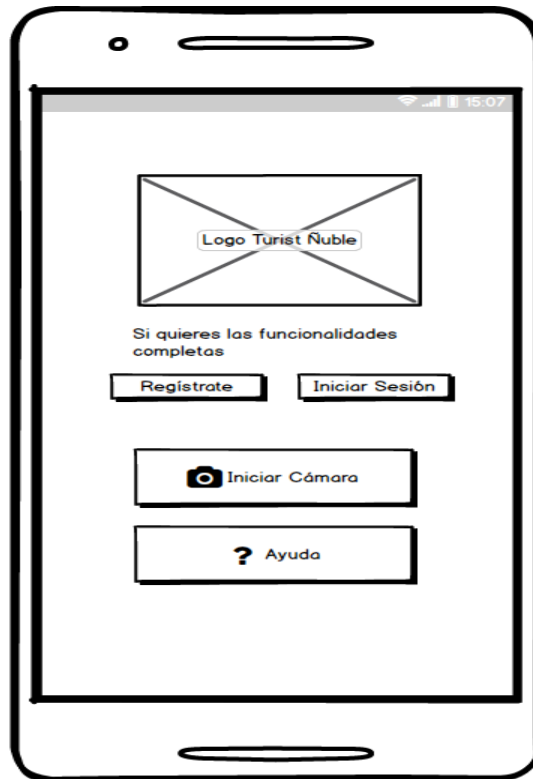 15:07
Logo Turist Ñuble
Si quieres las funcionalidades
completas
Regístrate
Iniciar Sesión
Iniciar Cámara
? Ayuda